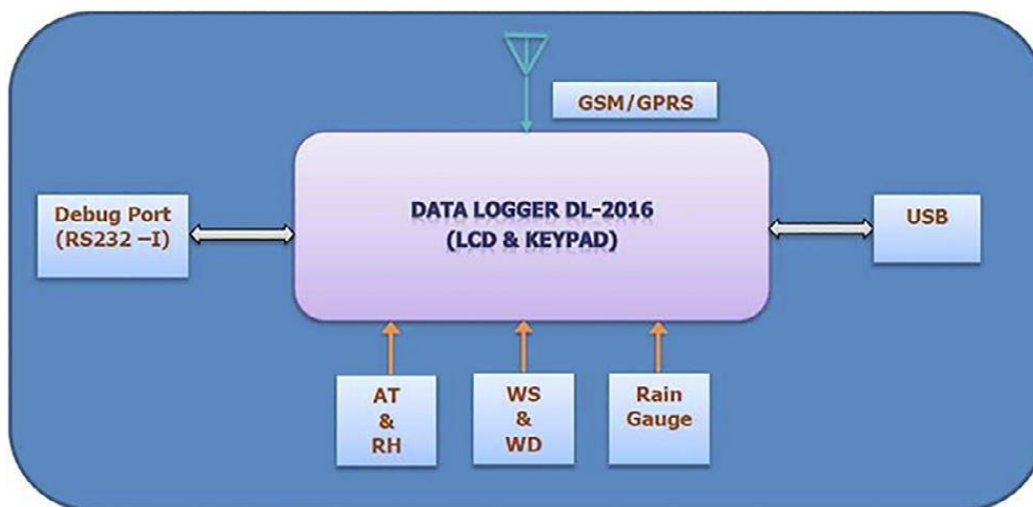 GSM/GPRS
DATA LOGGER DL-2016
(LCD & KEYPAD)
Debug Port
(RS232 –I)
USB
AT
&
RH
WS
&
WD
Rain
Gauge